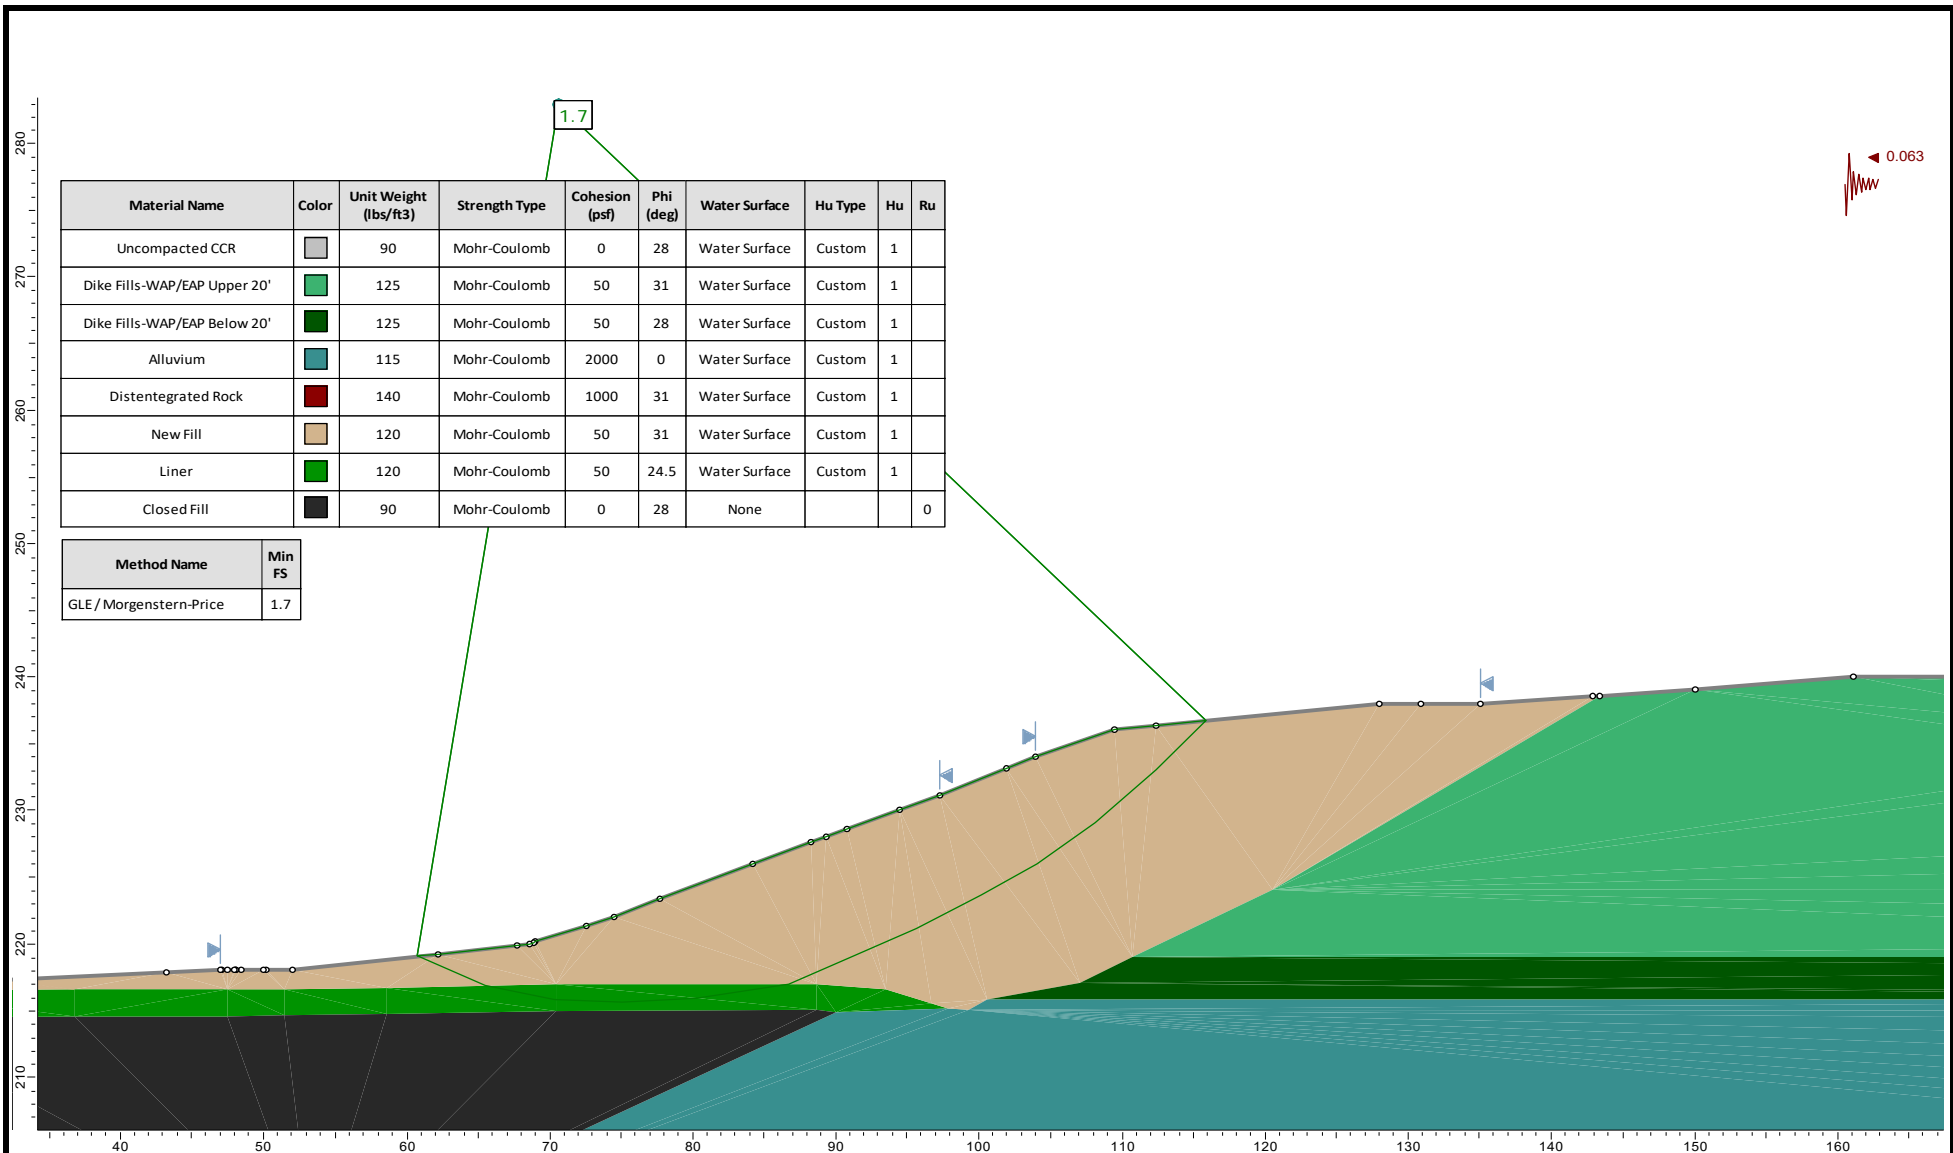 1.7
0.063
Material Name Color Unit Weight (lbs/ft3) Strength Type Cohesion (psf) Phi (deg) Water Surface Hu Type Hu Ru
Uncompacted CCR 90 Mohr-Coulomb 0 28 Water Surface Custom 1
Dike Fills-WAP/EAP Upper 20' 125 Mohr-Coulomb 50 31 Water Surface Custom 1
Dike Fills-WAP/EAP Below 20' 125 Mohr-Coulomb 50 28 Water Surface Custom 1
Alluvium 115 Mohr-Coulomb 2000 0 Water Surface Custom 1
Distentegrated Rock 140 Mohr-Coulomb 1000 31 Water Surface Custom 1
New Fill 120 Mohr-Coulomb 50 31 Water Surface Custom 1
Liner 120 Mohr-Coulomb 50 24.5 Water Surface Custom 1
Closed Fill 90 Mohr-Coulomb 0 28 None 0
Method Name Min FS
GLE / Morgenstern-Price 1.7
280
270
260
250
240
230
220
210
40 50 60 70 80 90 100 110 120 130 140 150 160